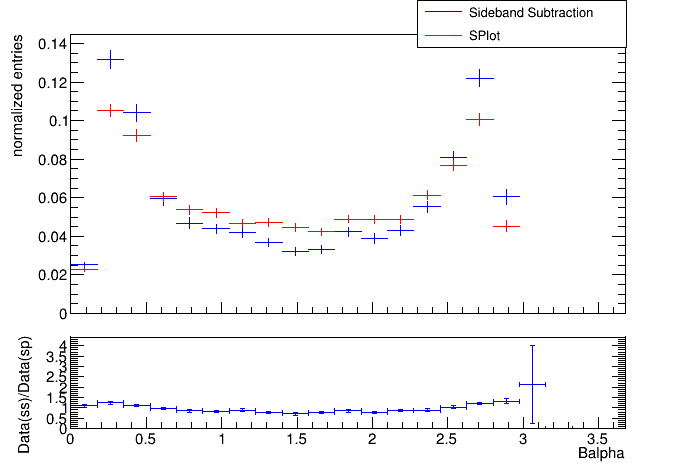 Sideband Subtraction
SPlot
normalized entries
0.14
0.12
0.1
0.08
0.06
0.04
0.02
0
Data(ss)/Data(sp)
4
3.5
3
2.5
2
1.5
1
0.5
0
0 0.5 1 1.5 2 2.5 3 3.5
Balpha